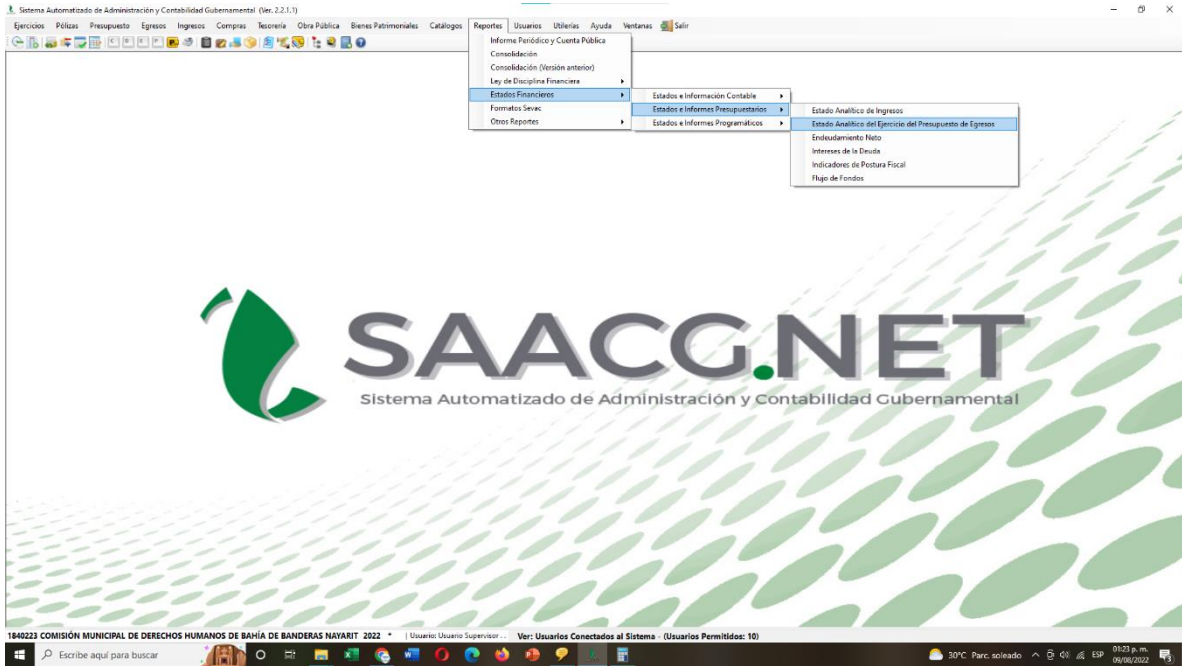 Sistema Automatizado de Administración y Contabilidad Gubernamental (Ver. 2.2.1.1)
Ejercicios Pólizas Presupuesto Egresos Ingresos Compras Tesorería Obra Pública Bienes Patrimoniales Catálogos Reportes Usuarios Utilerías Ayuda Ventanas Salir
Informe Periódico y Cuenta Pública
Consolidación
Consolidación (Versión anterior)
Ley de Disciplina Financiera
Estados Financieros
Formatos Sevac
Otros Reportes
Estados e Información Contable
Estados e Informes Presupuestarios
Estados e Informes Programáticos
Estado Analítico de Ingresos
Estado Analítico del Ejercicio del Presupuesto de Egresos
Endeudamiento Neto
Intereses de la Deuda
Indicadores de Postura Fiscal
Flujo de Fondos
SAACG.NET
Sistema Automatizado de Administración y Contabilidad Gubernamental
1840223 COMISIÓN MUNICIPAL DE DERECHOS HUMANOS DE BAHÍA DE BANDERAS NAYARIT 2022 * | Usuario: Usuario Supervisor . . Ver: Usuarios Conectados al Sistema - (Usuarios Permitidos: 10)
Escribe aquí para buscar
30°C Parc. soleado ESP 01:23 p. m.
09/08/2022